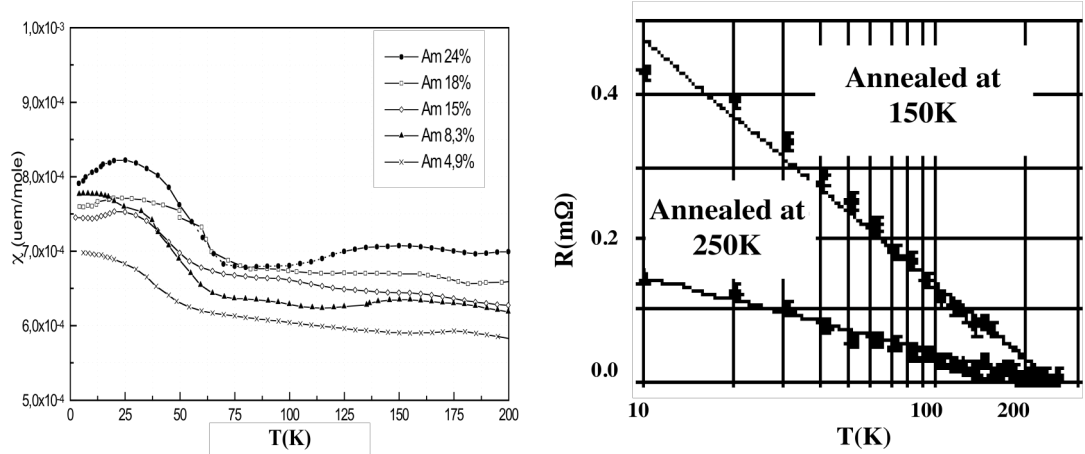 1,0x10⁻³
9,0x10⁻⁴
8,0x10⁻⁴
7,0x10⁻⁴
6,0x10⁻⁴
5,0x10⁻⁴
χ (uem/mole)
Am 24%
Am 18%
Am 15%
Am 8,3%
Am 4,9%
0 25 50 75 100 125 150 175 200
T(K)
R(mΩ)
0.4
0.2
0.0
Annealed at
150K
Annealed at
250K
10 100 200
T(K)